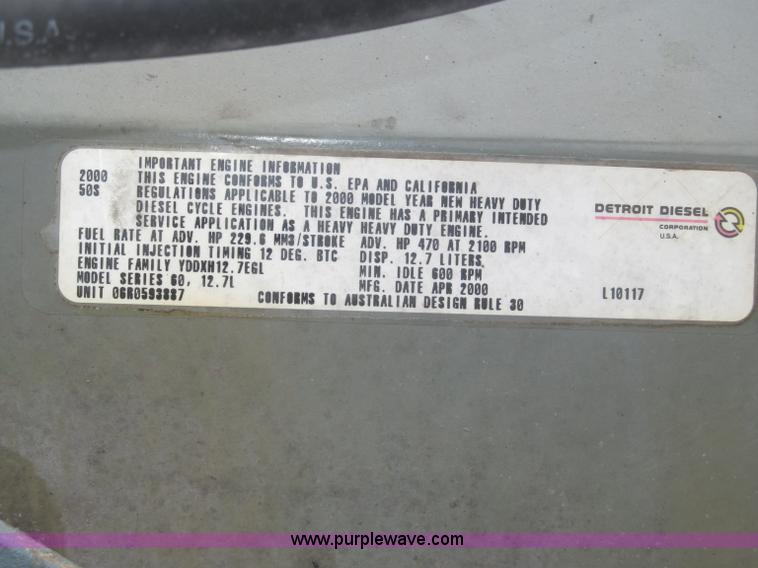 U.S.A.
IMPORTANT ENGINE INFORMATION
2000 THIS ENGINE CONFORMS TO U.S. EPA AND CALIFORNIA
50S REGULATIONS APPLICABLE TO 2000 MODEL YEAR NEW HEAVY DUTY
DIESEL CYCLE ENGINES. THIS ENGINE HAS A PRIMARY INTENDED
SERVICE APPLICATION AS A HEAVY HEAVY DUTY ENGINE.
FUEL RATE AT ADV. HP 229.6 MM3/STROKE ADV. HP 470 AT 2100 RPM
INITIAL INJECTION TIMING 12 DEG. BTC DISP. 12.7 LITERS,
ENGINE FAMILY YDDXH12.7EGL MIN. IDLE 600 RPM
MODEL SERIES 60, 12.7L MFG. DATE APR 2000
UNIT 06R0593887 CONFORMS TO AUSTRALIAN DESIGN RULE 30 L10117
DETROIT DIESEL
CORPORATION
U.S.A.
www.purplewave.com